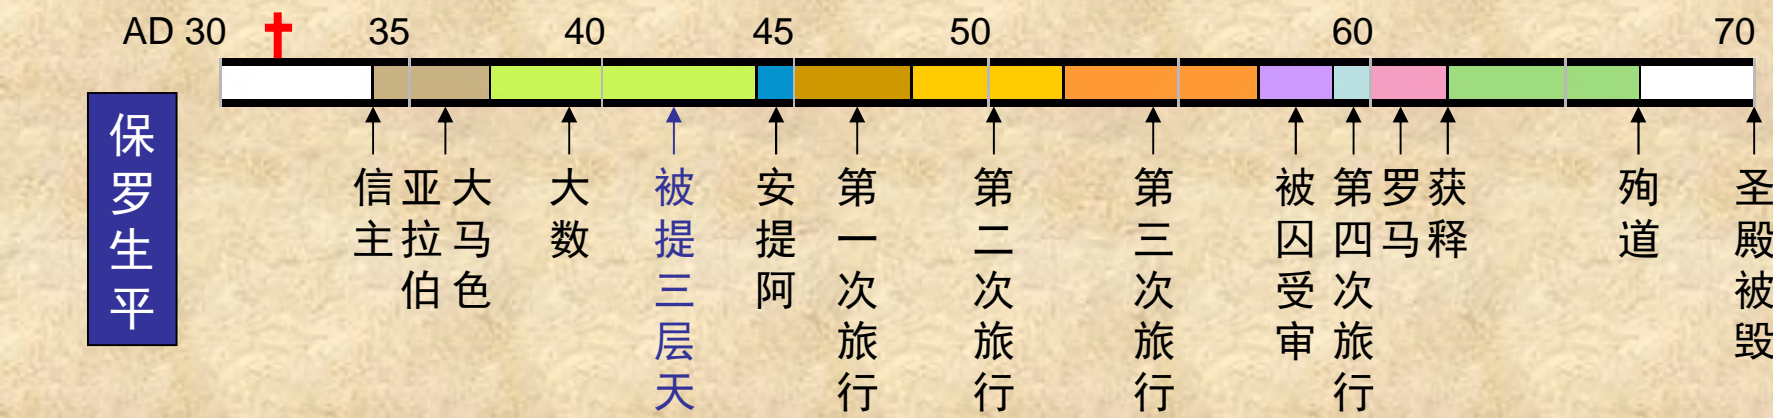 AD 30 35 40 45 50 60 70
保罗生平
信主
亚拉伯
大马色
大数
被提三层天
安提阿
第一次旅行
第二次旅行
第三次旅行
被囚受审
第四次旅行
罗马
获释
殉道
圣殿被毁